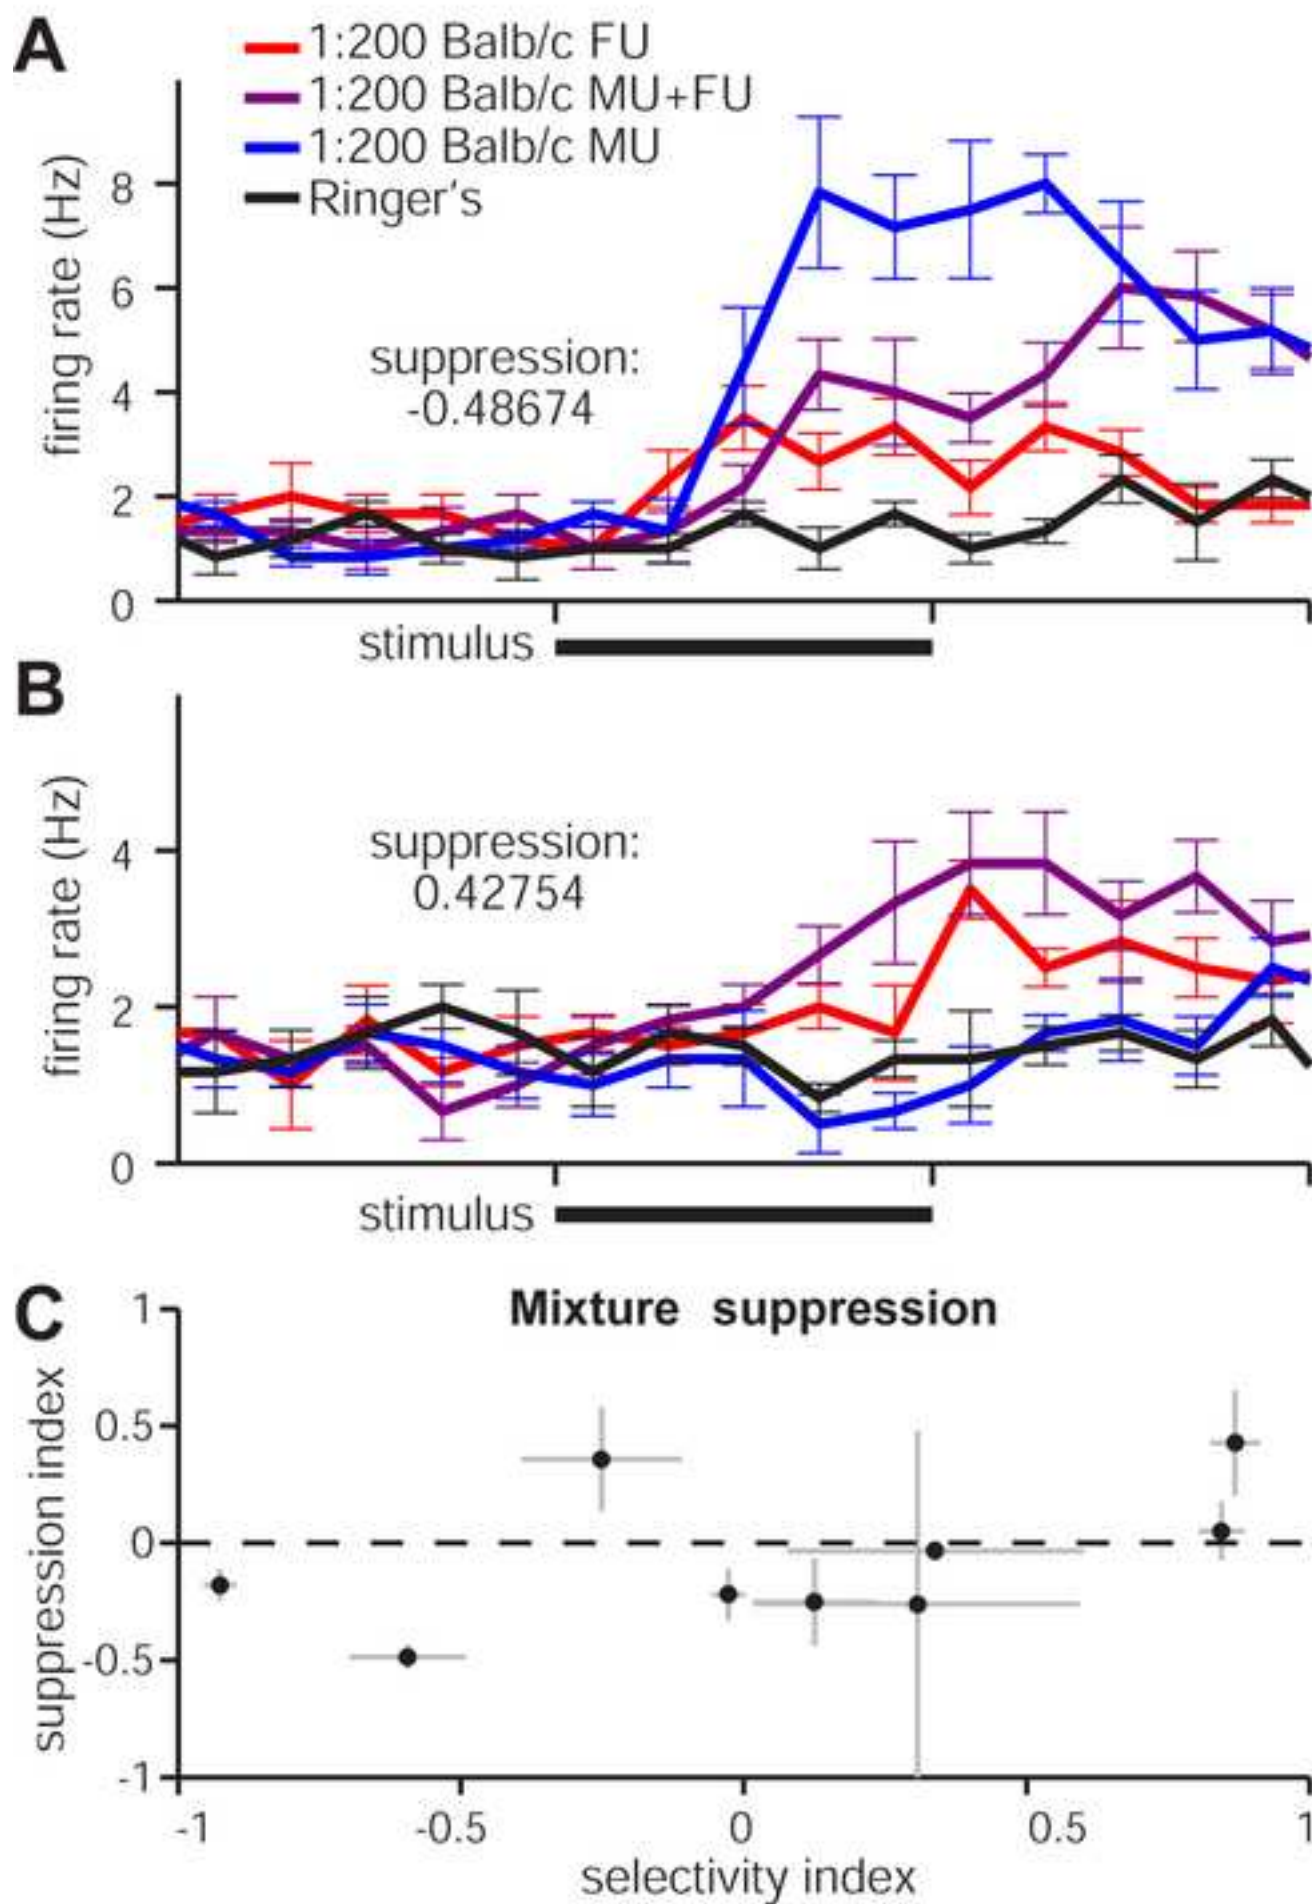 A
1:200 Balb/c FU
1:200 Balb/c MU+FU
1:200 Balb/c MU
Ringer's
firing rate (Hz)
8
6
4
2
0
suppression:
-0.48674
stimulus
B
firing rate (Hz)
4
2
0
suppression:
0.42754
stimulus
C
Mixture suppression
suppression index
1
0.5
0
-0.5
-1
-1 -0.5 0 0.5 1
selectivity index